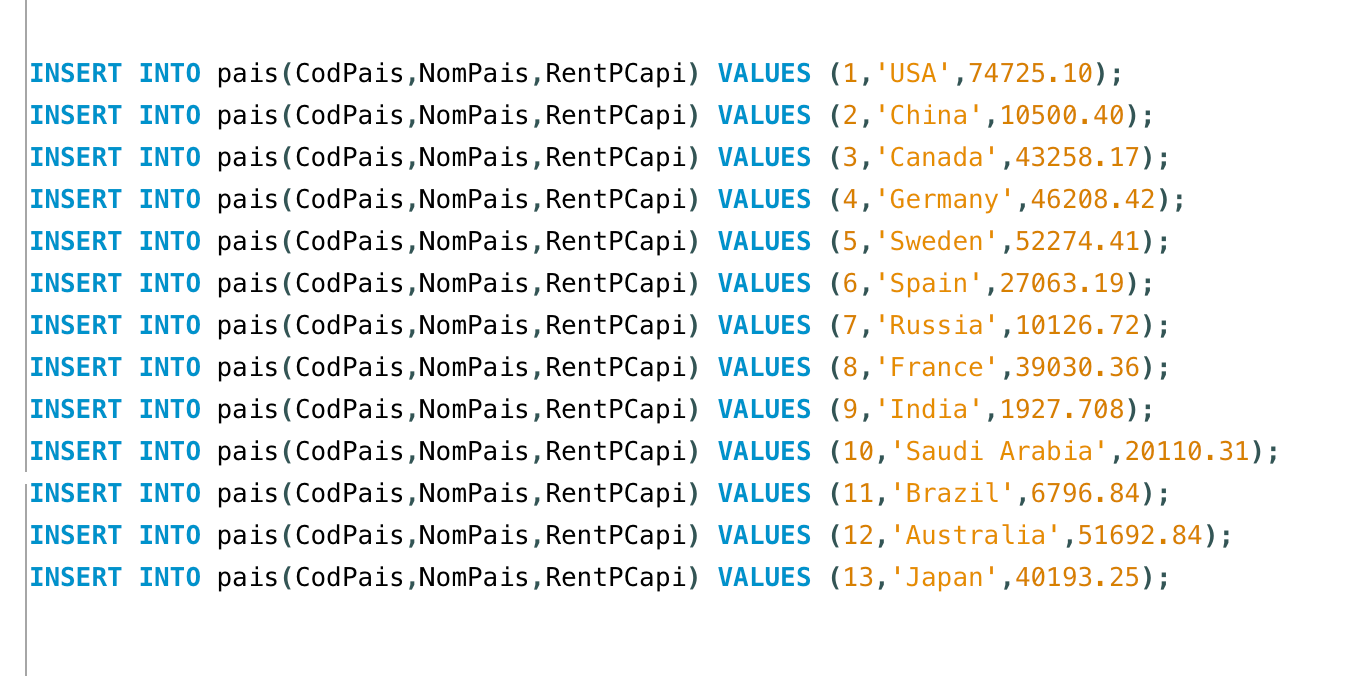 INSERT INTO pais(CodPais,NomPais,RentPCapi) VALUES (1,'USA',74725.10);
INSERT INTO pais(CodPais,NomPais,RentPCapi) VALUES (2,'China',10500.40);
INSERT INTO pais(CodPais,NomPais,RentPCapi) VALUES (3,'Canada',43258.17);
INSERT INTO pais(CodPais,NomPais,RentPCapi) VALUES (4,'Germany',46208.42);
INSERT INTO pais(CodPais,NomPais,RentPCapi) VALUES (5,'Sweden',52274.41);
INSERT INTO pais(CodPais,NomPais,RentPCapi) VALUES (6,'Spain',27063.19);
INSERT INTO pais(CodPais,NomPais,RentPCapi) VALUES (7,'Russia',10126.72);
INSERT INTO pais(CodPais,NomPais,RentPCapi) VALUES (8,'France',39030.36);
INSERT INTO pais(CodPais,NomPais,RentPCapi) VALUES (9,'India',1927.708);
INSERT INTO pais(CodPais,NomPais,RentPCapi) VALUES (10,'Saudi Arabia',20110.31);
INSERT INTO pais(CodPais,NomPais,RentPCapi) VALUES (11,'Brazil',6796.84);
INSERT INTO pais(CodPais,NomPais,RentPCapi) VALUES (12,'Australia',51692.84);
INSERT INTO pais(CodPais,NomPais,RentPCapi) VALUES (13,'Japan',40193.25);